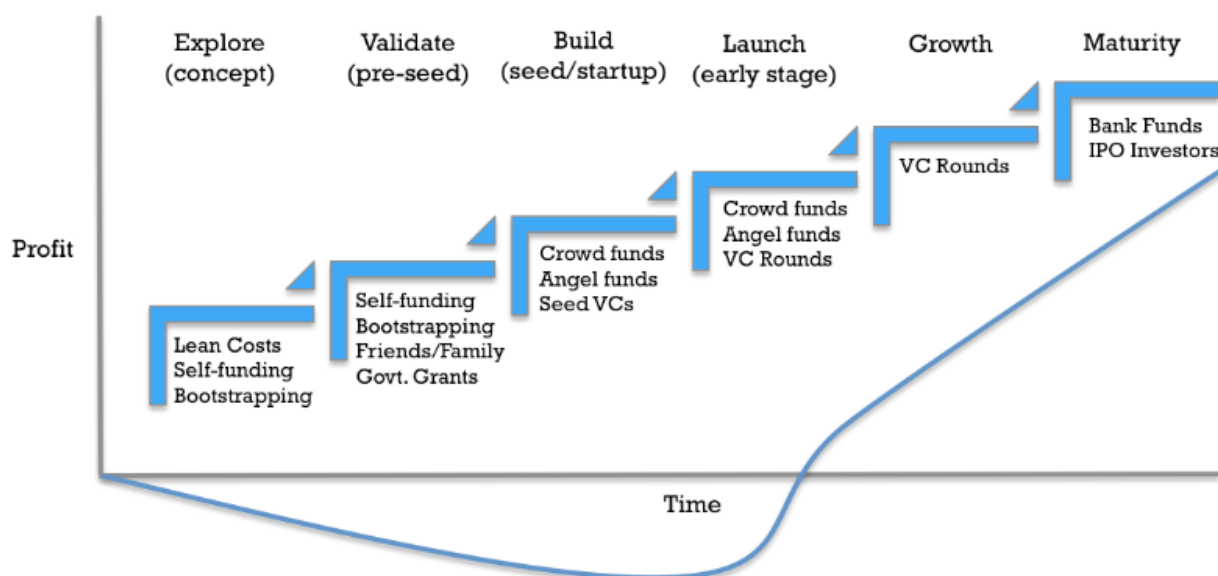 Explore
(concept)
Validate
(pre-seed)
Build
(seed/startup)
Launch
(early stage)
Growth
Maturity
Profit
Lean Costs
Self-funding
Bootstrapping
Self-funding
Bootstrapping
Friends/Family
Govt. Grants
Crowd funds
Angel funds
Seed VCs
Crowd funds
Angel funds
VC Rounds
VC Rounds
Bank Funds
IPO Investors
Time